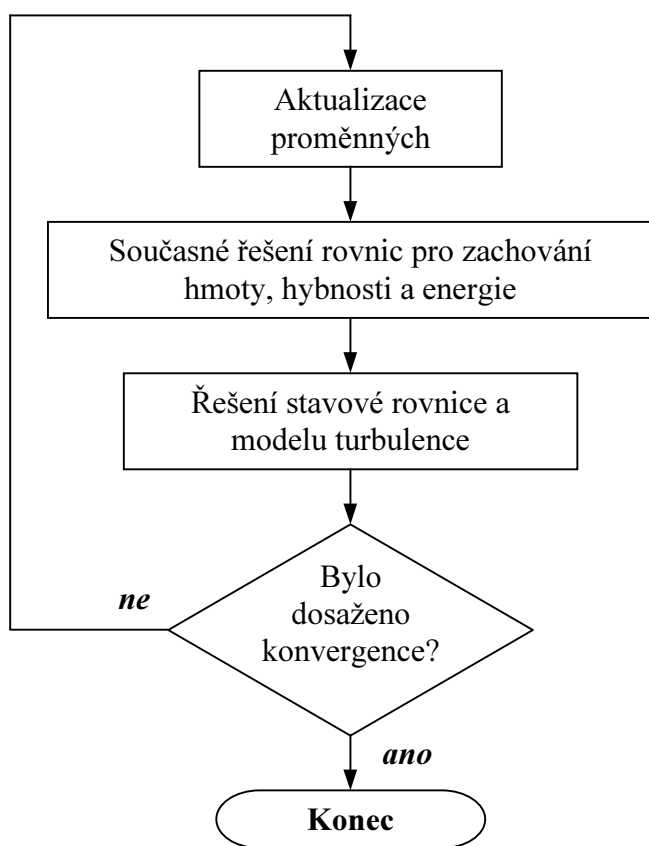 Aktualizace
proměnných
Současné řešení rovnic pro zachování
hmoty, hybnosti a energie
Řešení stavové rovnice a
modelu turbulence
Bylo
dosaženo
konvergence?
ne
ano
Konec